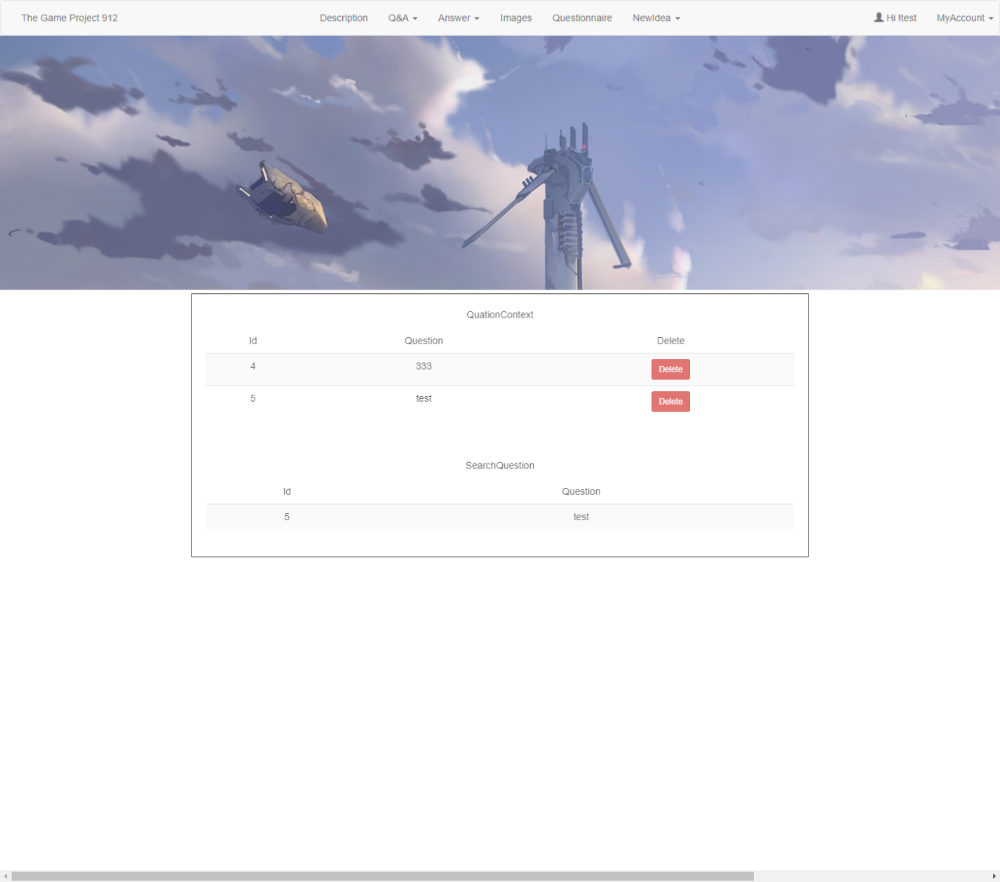 The Game Project 912 Description Q&A Answer Images Questionnaire NewIdea Hi !test MyAccount
QuationContext
Id Question Delete
4 333 Delete
5 test Delete
SearchQuestion
Id Question
5 test